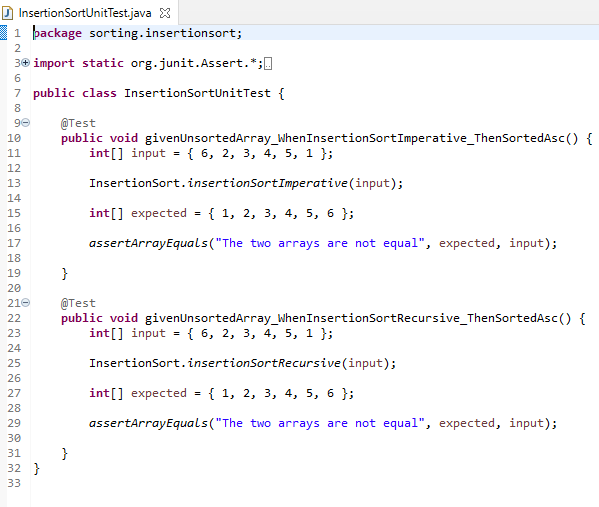 InsertionSortUnitTest.java
1 package sorting.insertionsort;
2
3 import static org.junit.Assert.*;
6
7 public class InsertionSortUnitTest {
8
9 @Test
10 public void givenUnsortedArray_WhenInsertionSortImperative_ThenSortedAsc() {
11 int[] input = { 6, 2, 3, 4, 5, 1 };
12
13 InsertionSort.insertionSortImperative(input);
14
15 int[] expected = { 1, 2, 3, 4, 5, 6 };
16
17 assertArrayEquals("The two arrays are not equal", expected, input);
18
19 }
20
21 @Test
22 public void givenUnsortedArray_WhenInsertionSortRecursive_ThenSortedAsc() {
23 int[] input = { 6, 2, 3, 4, 5, 1 };
24
25 InsertionSort.insertionSortRecursive(input);
26
27 int[] expected = { 1, 2, 3, 4, 5, 6 };
28
29 assertArrayEquals("The two arrays are not equal", expected, input);
30
31 }
32 }
33